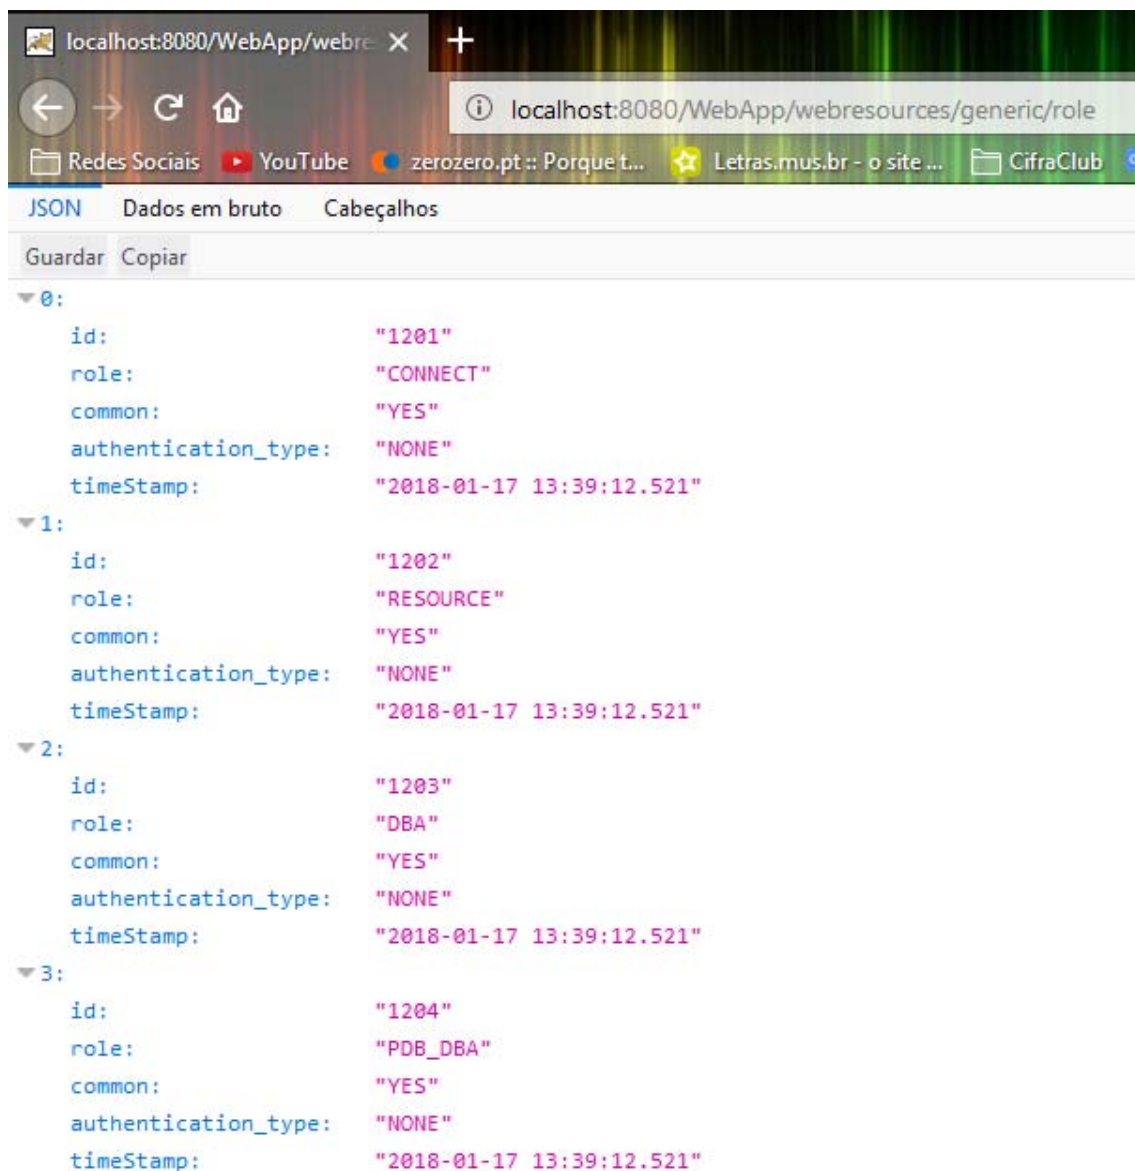 localhost:8080/WebApp/webre
localhost:8080/WebApp/webresources/generic/role
Redes Sociais YouTube zerozero.pt :: Porque t... Letras.mus.br - o site ... CifraClub
JSON Dados em bruto Cabeçalhos
Guardar Copiar
0:
id: "1201"
role: "CONNECT"
common: "YES"
authentication_type: "NONE"
timeStamp: "2018-01-17 13:39:12.521"
1:
id: "1202"
role: "RESOURCE"
common: "YES"
authentication_type: "NONE"
timeStamp: "2018-01-17 13:39:12.521"
2:
id: "1203"
role: "DBA"
common: "YES"
authentication_type: "NONE"
timeStamp: "2018-01-17 13:39:12.521"
3:
id: "1204"
role: "PDB_DBA"
common: "YES"
authentication_type: "NONE"
timeStamp: "2018-01-17 13:39:12.521"